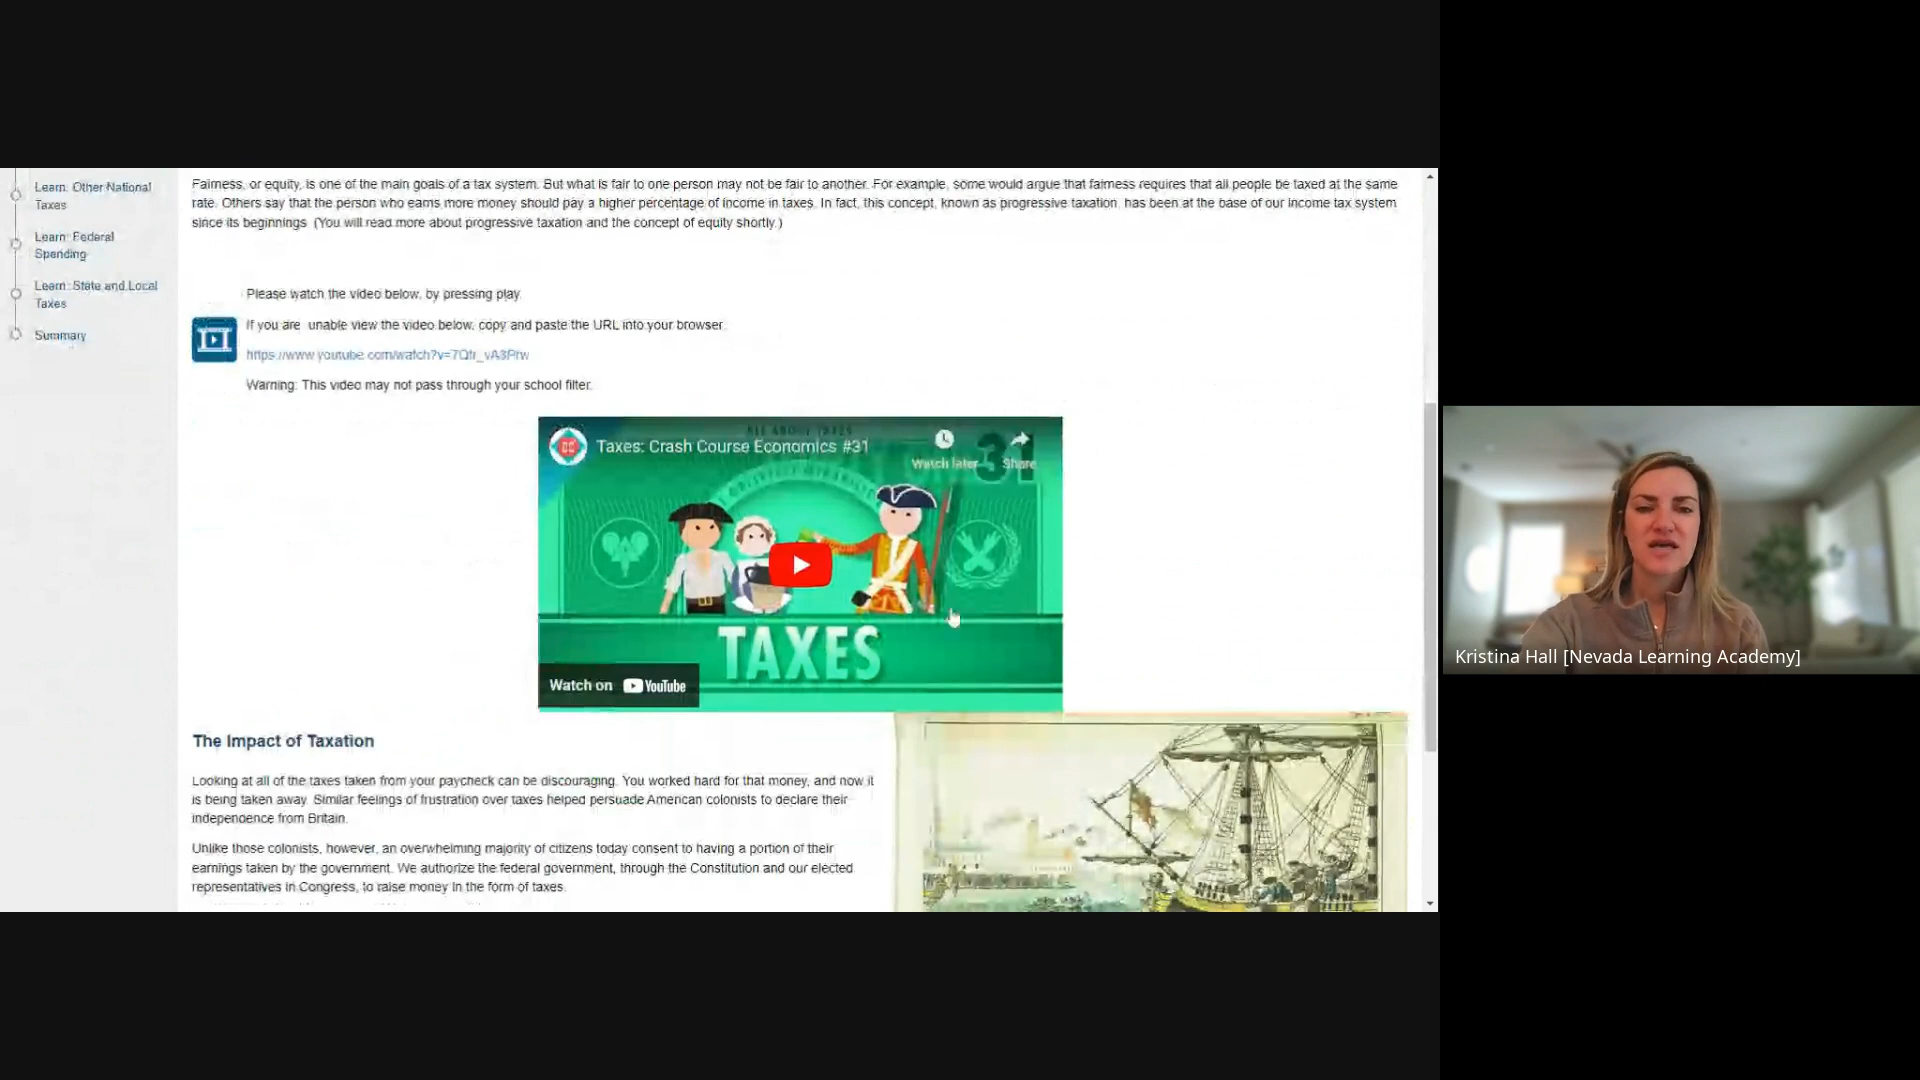 Learn: Other National
Taxes
Learn: Federal
Spending
Learn: State and Local
Taxes
Summary
Fairness, or equity, is one of the main goals of a tax system. But what is fair to one person may not be fair to another. For example, some would argue that fairness requires that all people be taxed at the same
rate. Others say that the person who earns more money should pay a higher percentage of income in taxes. In fact, this concept, known as progressive taxation, has been at the base of our income tax system
since its beginnings. (You will read more about progressive taxation and the concept of equity shortly.)
Please watch the video below, by pressing play.
If you are unable view the video below, copy and paste the URL into your browser.
Warning: This video may not pass through your school filter.
ALL ABOUT TAXES
Taxes: Crash Course Economics #31
31
Watch later
Share
TAXES
Watch on YouTube
The Impact of Taxation
Looking at all of the taxes taken from your paycheck can be discouraging. You worked hard for that money, and now it
is being taken away. Similar feelings of frustration over taxes helped persuade American colonists to declare their
independence from Britain.
Unlike those colonists, however, an overwhelming majority of citizens today consent to having a portion of their
earnings taken by the government. We authorize the federal government, through the Constitution and our elected
representatives in Congress, to raise money in the form of taxes.
Kristina Hall [Nevada Learning Academy]